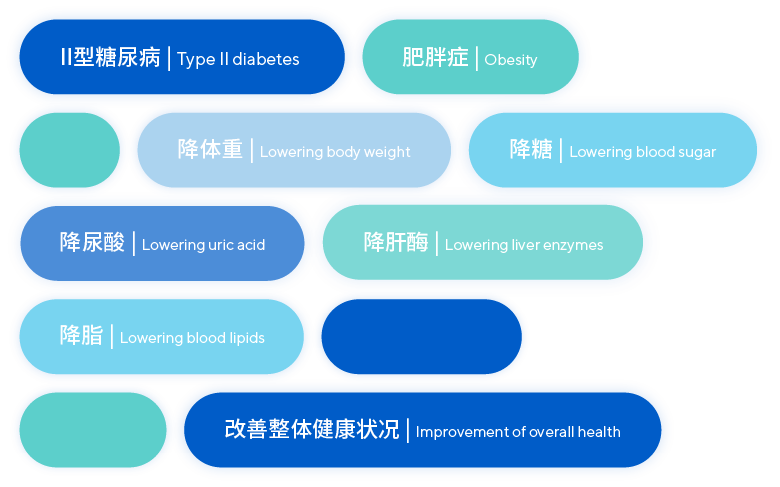 II型糖尿病 | Type II diabetes
肥胖症 | Obesity
降体重 | Lowering body weight
降糖 | Lowering blood sugar
降尿酸 | Lowering uric acid
降肝酶 | Lowering liver enzymes
降脂 | Lowering blood lipids
改善整体健康状况 | Improvement of overall health